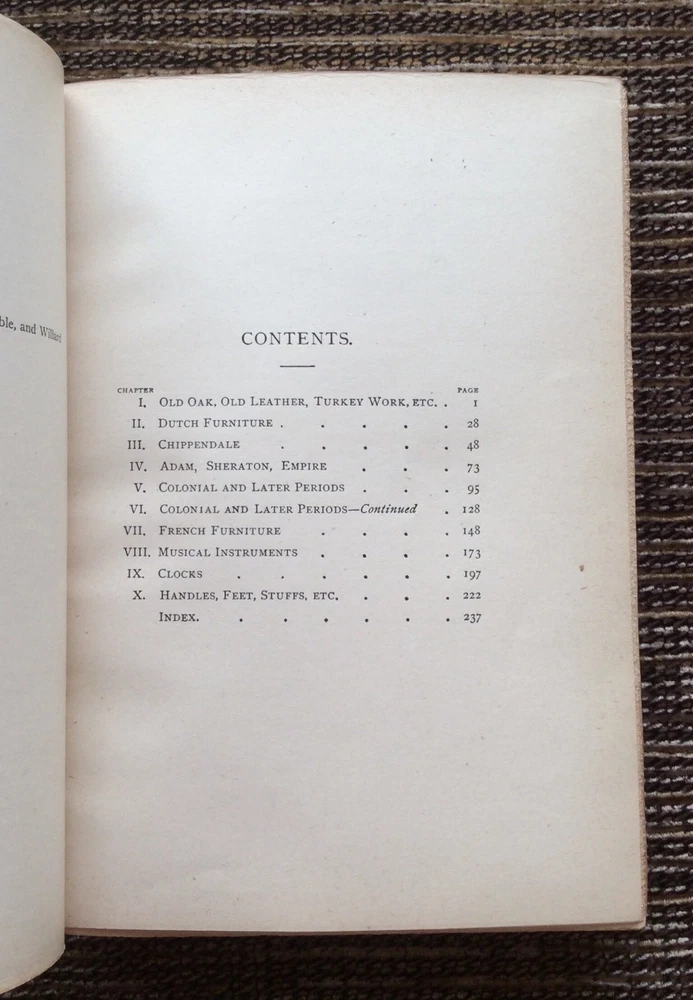 ble, and Willard
CONTENTS.
CHAPTER PAGE
I. OLD OAK, OLD LEATHER, TURKEY WORK, ETC. . 1
II. DUTCH FURNITURE . . . . . 28
III. CHIPPENDALE . . . . . 48
IV. ADAM, SHERATON, EMPIRE . . . 73
V. COLONIAL AND LATER PERIODS . . . 95
VI. COLONIAL AND LATER PERIODS—Continued . 128
VII. FRENCH FURNITURE . . . . 148
VIII. MUSICAL INSTRUMENTS . . . . 173
IX. CLOCKS . . . . . . 197
X. HANDLES, FEET, STUFFS, ETC. . . . 222
INDEX. . . . . . . 237